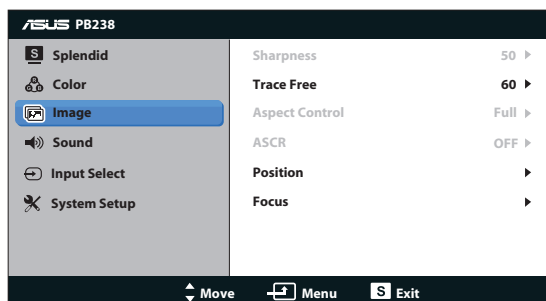 ASUS PB238
S Splendid
Color
Image
Sound
Input Select
System Setup
Sharpness 50
Trace Free 60
Aspect Control Full
ASCR OFF
Position
Focus
Move Menu S Exit